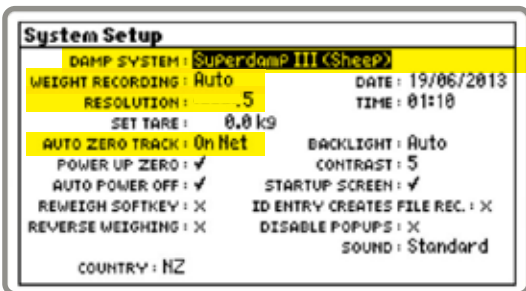 System Setup
DAMP SYSTEM : Superdamp III (Sheep)
WEIGHT RECORDING : Auto DATE : 19/06/2013
RESOLUTION : .5 TIME : 01:10
SET TARE : 0.0 kg
AUTO ZERO TRACK : On Net BACKLIGHT : Auto
POWER UP ZERO : ✓ CONTRAST : 5
AUTO POWER OFF : ✓ STARTUP SCREEN : ✓
REWEIGH SOFTKEY : ✕ ID ENTRY CREATES FILE REC. : ✕
REVERSE WEIGHING : ✕ DISABLE POPUPS : ✕
SOUND : Standard
COUNTRY : NZ